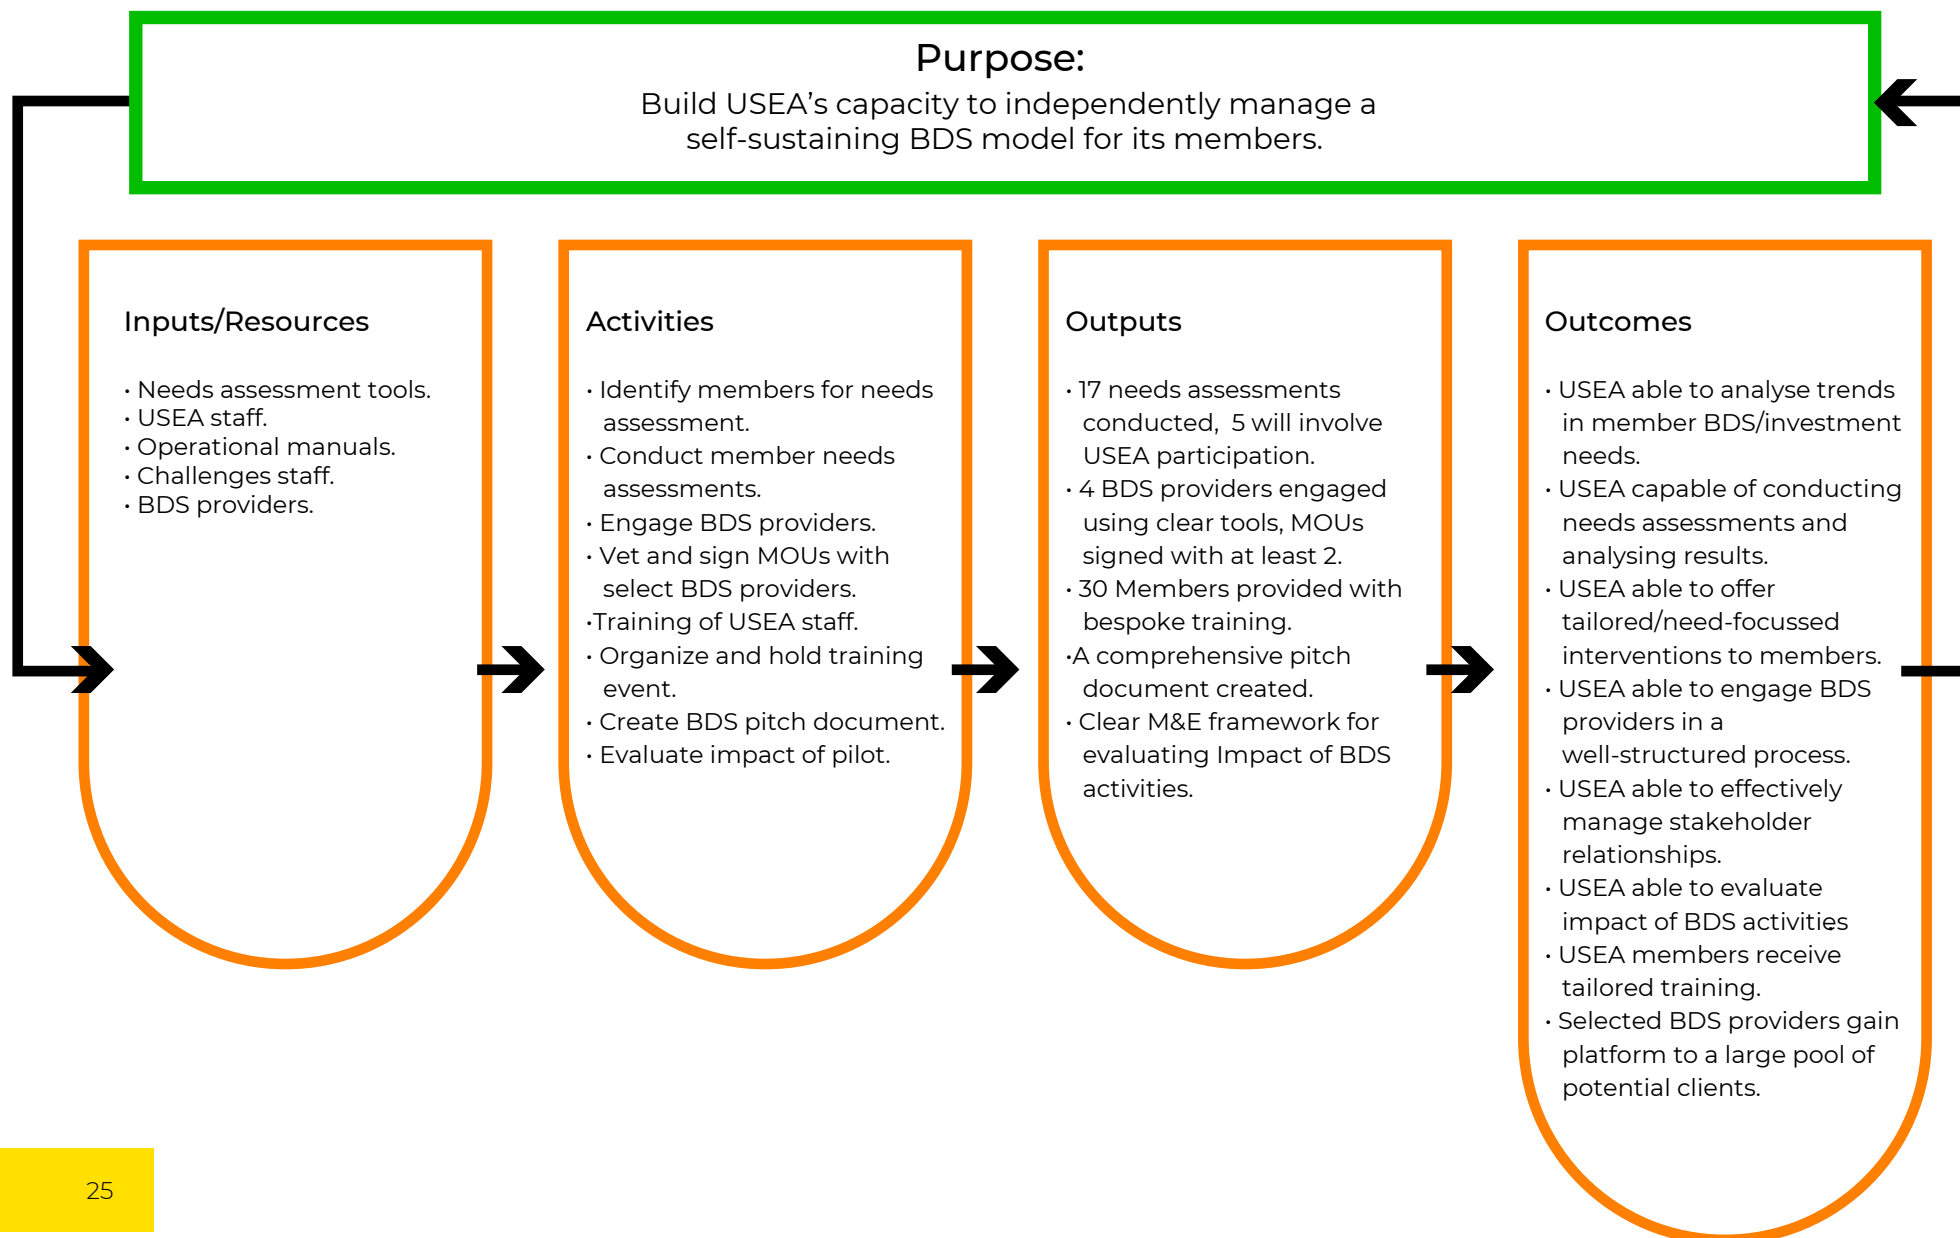 Purpose:
Build USEA’s capacity to independently manage a
self-sustaining BDS model for its members.
Inputs/Resources
· Needs assessment tools.
· USEA staff.
· Operational manuals.
· Challenges staff.
· BDS providers.
Activities
· Identify members for needs
assessment.
· Conduct member needs
assessments.
· Engage BDS providers.
· Vet and sign MOUs with
select BDS providers.
·Training of USEA staff.
· Organize and hold training
event.
· Create BDS pitch document.
· Evaluate impact of pilot.
Outputs
· 17 needs assessments
conducted,  5 will involve
USEA participation.
· 4 BDS providers engaged
using clear tools, MOUs
signed with at least 2.
· 30 Members provided with
bespoke training.
·A comprehensive pitch
document created.
· Clear M&E framework for
evaluating Impact of BDS
activities.
Outcomes
· USEA able to analyse trends
in member BDS/investment
needs.
· USEA capable of conducting
needs assessments and
analysing results.
· USEA able to offer
tailored/need-focussed
interventions to members.
· USEA able to engage BDS
providers in a
well-structured process.
· USEA able to effectively
manage stakeholder
relationships.
· USEA able to evaluate
impact of BDS activities.
· USEA members receive
tailored training.
· Selected BDS providers gain
platform to a large pool of
potential clients.
25